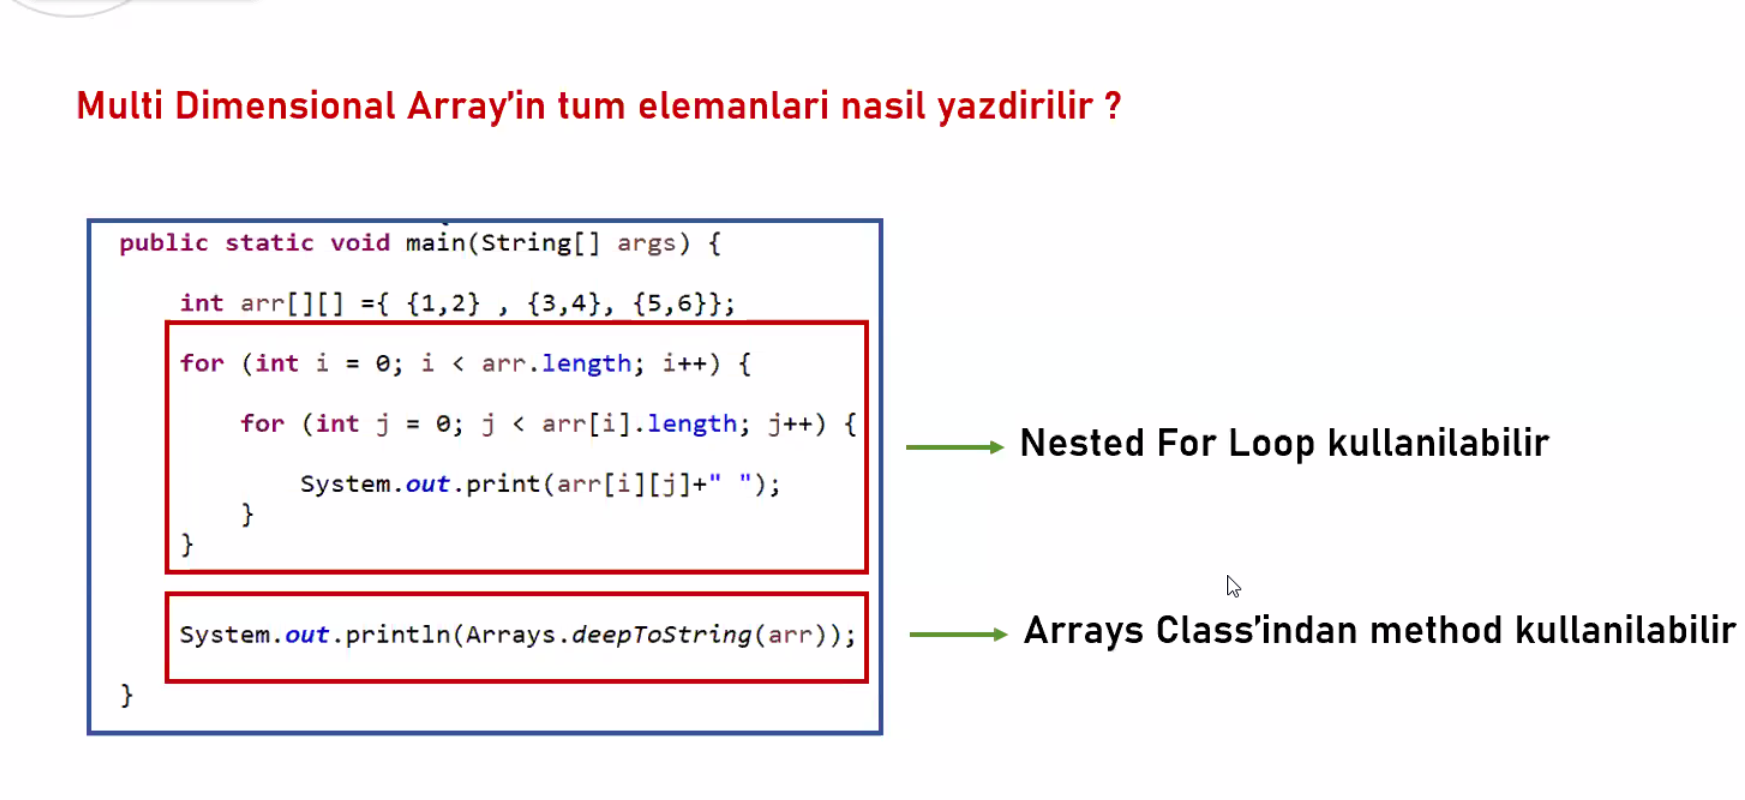 Multi Dimensional Array'in tum elemanlari nasil yazdirilir ?
public static void main(String[] args) {
int arr[][] ={ {1,2} , {3,4}, {5,6}};
for (int i = 0; i < arr.length; i++) {
for (int j = 0; j < arr[i].length; j++) {
System.out.print(arr[i][j]+" ");
}
}
Nested For Loop kullanilabilir
System.out.println(Arrays.deepToString(arr));
Arrays Class'indan method kullanilabilir
}